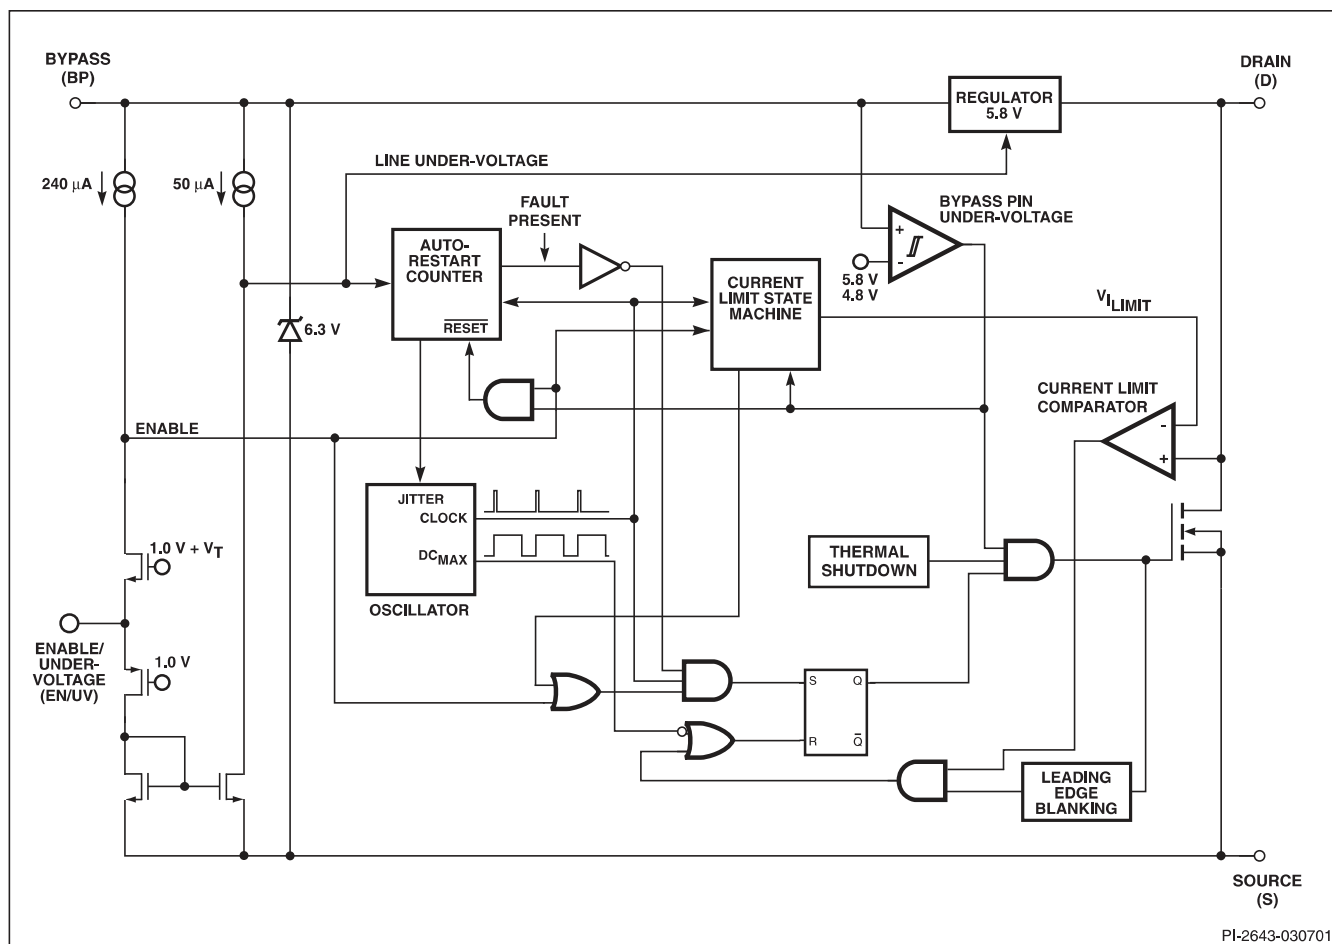 BYPASS
(BP)
DRAIN
(D)
REGULATOR
5.8 V
LINE UNDER-VOLTAGE
240 μA
50 μA
FAULT
PRESENT
BYPASS PIN
UNDER-VOLTAGE
+
-
5.8 V
4.8 V
AUTO-
RESTART
COUNTER
RESET
CURRENT
LIMIT STATE
MACHINE
VILIMIT
6.3 V
CURRENT LIMIT
COMPARATOR
-
+
ENABLE
JITTER
CLOCK
DCMAX
OSCILLATOR
1.0 V + VT
THERMAL
SHUTDOWN
ENABLE/
UNDER-
VOLTAGE
(EN/UV)
1.0 V
S Q
R Q̅
LEADING
EDGE
BLANKING
SOURCE
(S)
PI-2643-030701